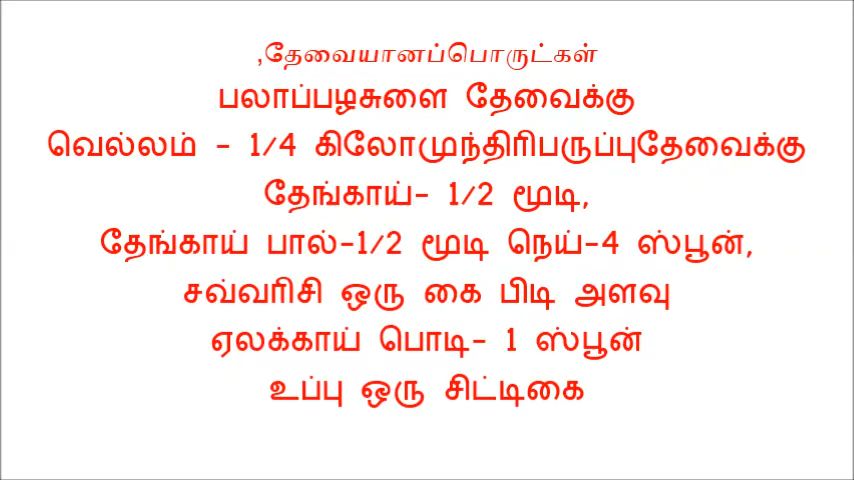 ,தேவையானப்பொருட்கள்
பலாப்பழசுளை தேவைக்கு
வெல்லம் - 1/4 கிலோமுந்திரிபருப்புதேவைக்கு
தேங்காய்- 1/2 மூடி,
தேங்காய் பால்-1/2 மூடி நெய்-4 ஸ்பூன்,
சவ்வரிசி ஒரு கை பிடி அளவு
ஏலக்காய் பொடி- 1 ஸ்பூன்
உப்பு ஒரு சிட்டிகை